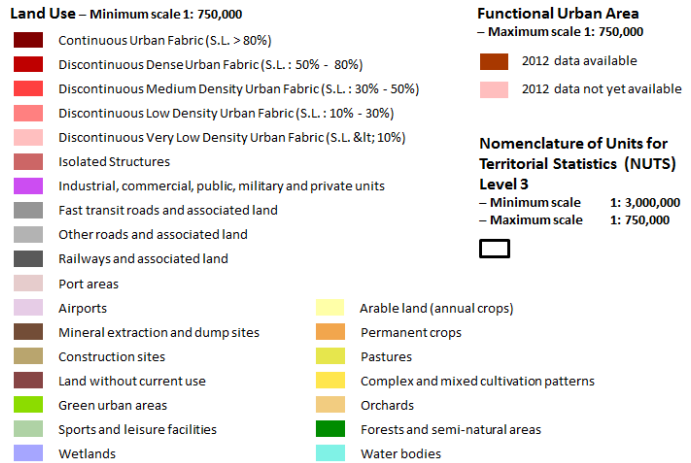 Land Use – Minimum scale 1: 750,000
Continuous Urban Fabric (S.L. > 80%)
Discontinuous Dense Urban Fabric (S.L. : 50% - 80%)
Discontinuous Medium Density Urban Fabric (S.L. : 30% - 50%)
Discontinuous Low Density Urban Fabric (S.L. : 10% - 30%)
Discontinuous Very Low Density Urban Fabric (S.L. &lt; 10%)
Isolated Structures
Industrial, commercial, public, military and private units
Fast transit roads and associated land
Other roads and associated land
Railways and associated land
Port areas
Airports
Mineral extraction and dump sites
Construction sites
Land without current use
Green urban areas
Sports and leisure facilities
Wetlands
Arable land (annual crops)
Permanent crops
Pastures
Complex and mixed cultivation patterns
Orchards
Forests and semi-natural areas
Water bodies
Functional Urban Area
– Maximum scale 1: 750,000
2012 data available
2012 data not yet available
Nomenclature of Units for
Territorial Statistics (NUTS)
Level 3
– Minimum scale 1: 3,000,000
– Maximum scale 1: 750,000